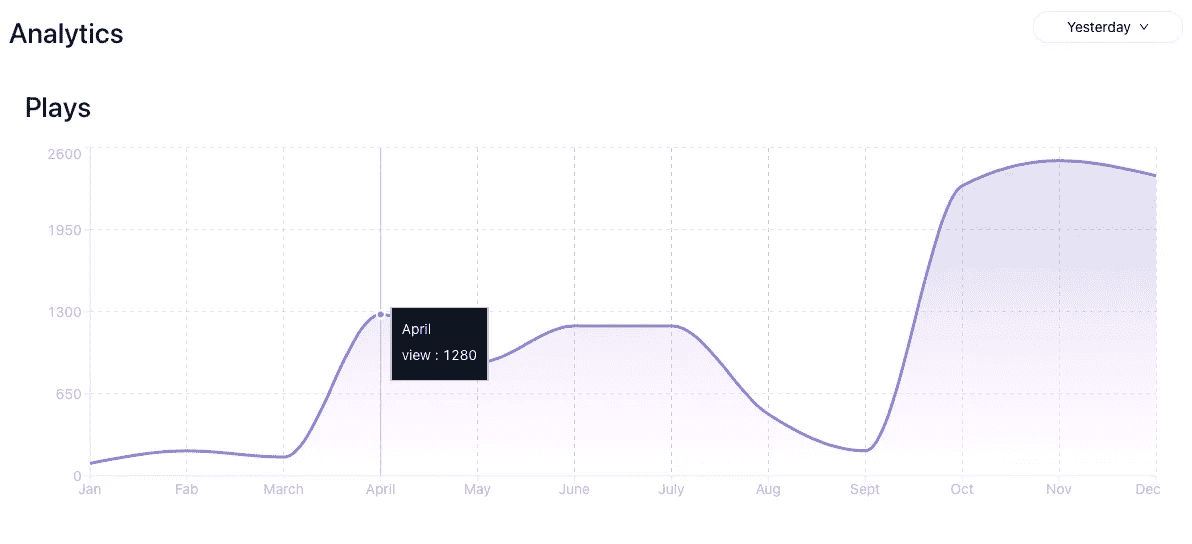 Analytics
Yesterday
Plays
2600
1950
1300
650
0
April
view : 1280
Jan Fab March April May June July Aug Sept Oct Nov Dec